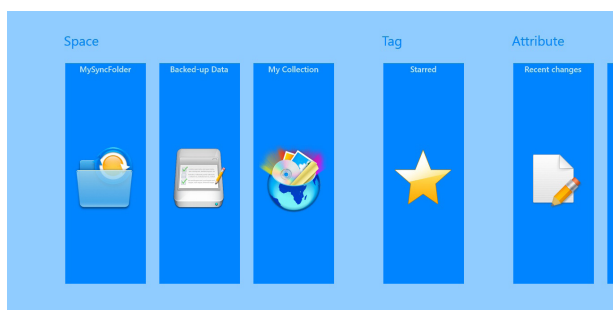 Space
Tag
Attribute
MySyncFolder
Backed-up Data
My Collection
Starred
Recent changes